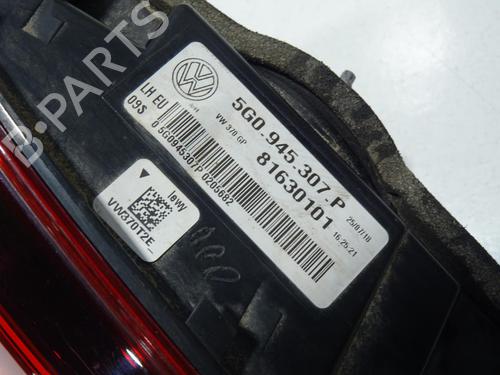 B-PARTS
5G0.945.307.P
VW 370 GP
81630101
25/07/18
16:25:21
LH EU
09S
0 5G0945307P 0205682
VW370T2E